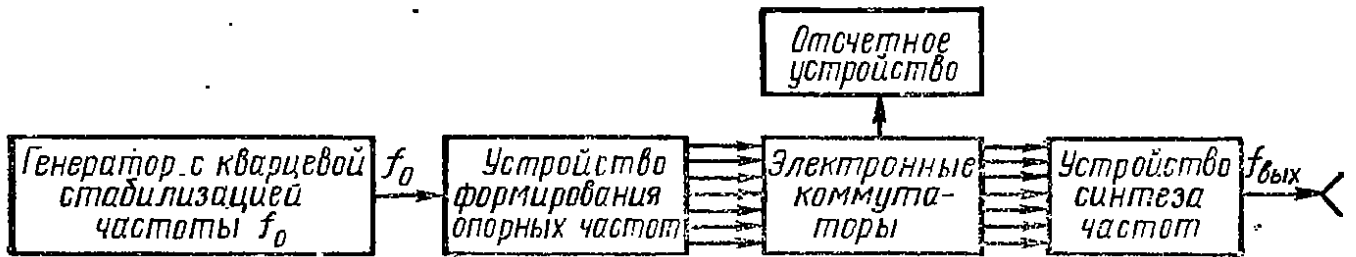 Отсчетное
устройство
Генератор с кварцевой
стабилизацией
частоты f₀
f₀
Устройство
формирования
опорных частот
Электронные
коммута-
торы
Устройство
синтеза
частот
fвых